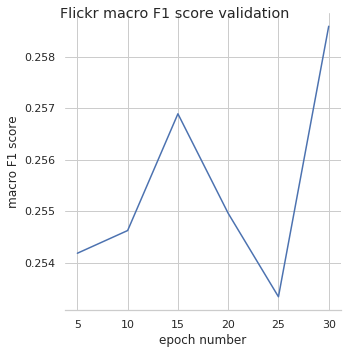 Flickr macro F1 score validation
0.258
0.257
0.256
0.255
0.254
macro F1 score
5 10 15 20 25 30
epoch number